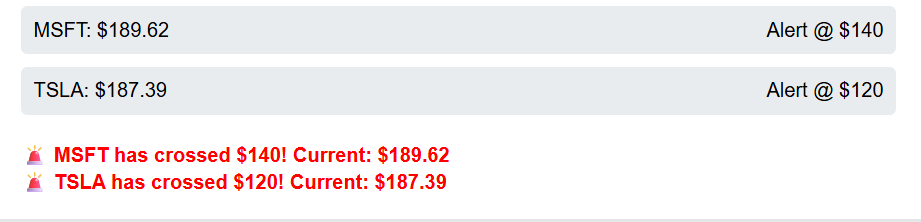 MSFT: $189.62 Alert @ $140
TSLA: $187.39 Alert @ $120
🚨 MSFT has crossed $140! Current: $189.62
🚨 TSLA has crossed $120! Current: $187.39